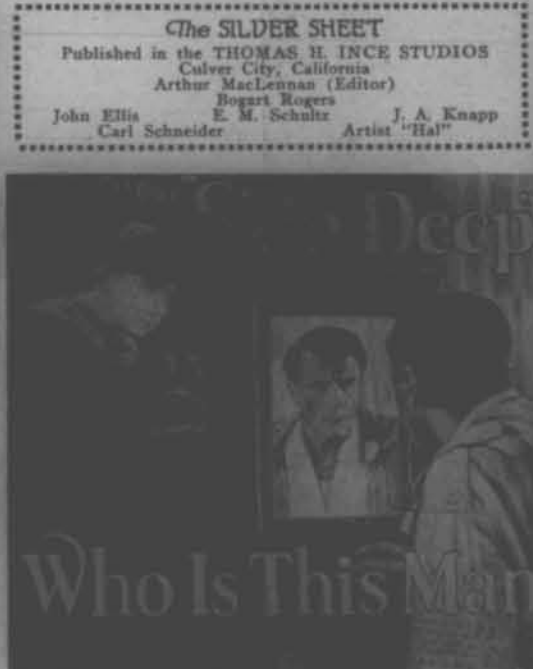 The SILVER SHEET
Published in the THOMAS H. INCE STUDIOS
Culver City, California
Arthur MacLennan (Editor)
Bogart Rogers
John Ellis E. M. Schultz J. A. Knapp
Carl Schneider Artist "Hal"
Deep
Who Is This Man